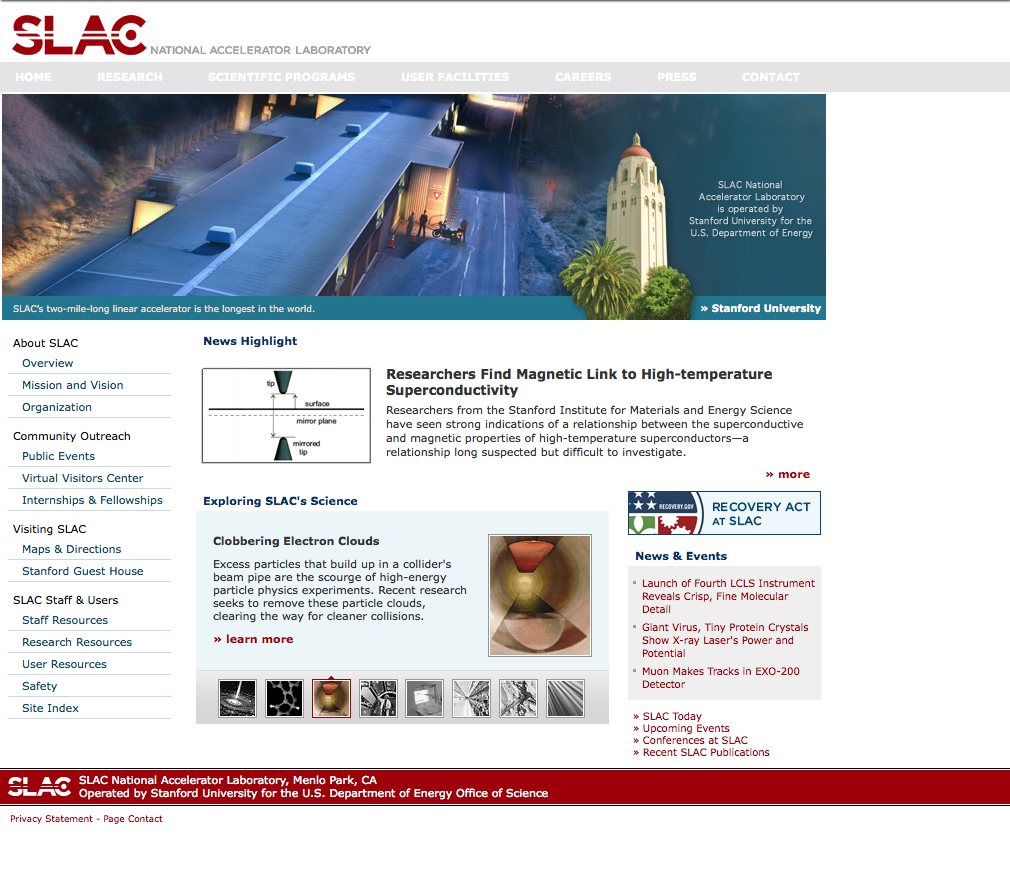 SLAC NATIONAL ACCELERATOR LABORATORY
HOME RESEARCH SCIENTIFIC PROGRAMS USER FACILITIES CAREERS PRESS CONTACT
SLAC National
Accelerator Laboratory
is operated by
Stanford University for the
U.S. Department of Energy
SLAC's two-mile-long linear accelerator is the longest in the world.
» Stanford University
About SLAC
Overview
Mission and Vision
Organization
Community Outreach
Public Events
Virtual Visitors Center
Internships & Fellowships
Visiting SLAC
Maps & Directions
Stanford Guest House
SLAC Staff & Users
Staff Resources
Research Resources
User Resources
Safety
Site Index
News Highlight
tip
surface
mirror plane
mirrored
tip
Researchers Find Magnetic Link to High-temperature
Superconductivity
Researchers from the Stanford Institute for Materials and Energy Science
have seen strong indications of a relationship between the superconductive
and magnetic properties of high-temperature superconductors—a
relationship long suspected but difficult to investigate.
» more
Exploring SLAC's Science
Clobbering Electron Clouds
Excess particles that build up in a collider's
beam pipe are the scourge of high-energy
particle physics experiments. Recent research
seeks to remove these particle clouds,
clearing the way for cleaner collisions.
» learn more
RECOVERY.GOV
RECOVERY ACT
AT SLAC
News & Events
Launch of Fourth LCLS Instrument
Reveals Crisp, Fine Molecular
Detail
Giant Virus, Tiny Protein Crystals
Show X-ray Laser's Power and
Potential
Muon Makes Tracks in EXO-200
Detector
» SLAC Today
» Upcoming Events
» Conferences at SLAC
» Recent SLAC Publications
SLAC SLAC National Accelerator Laboratory, Menlo Park, CA
Operated by Stanford University for the U.S. Department of Energy Office of Science
Privacy Statement - Page Contact